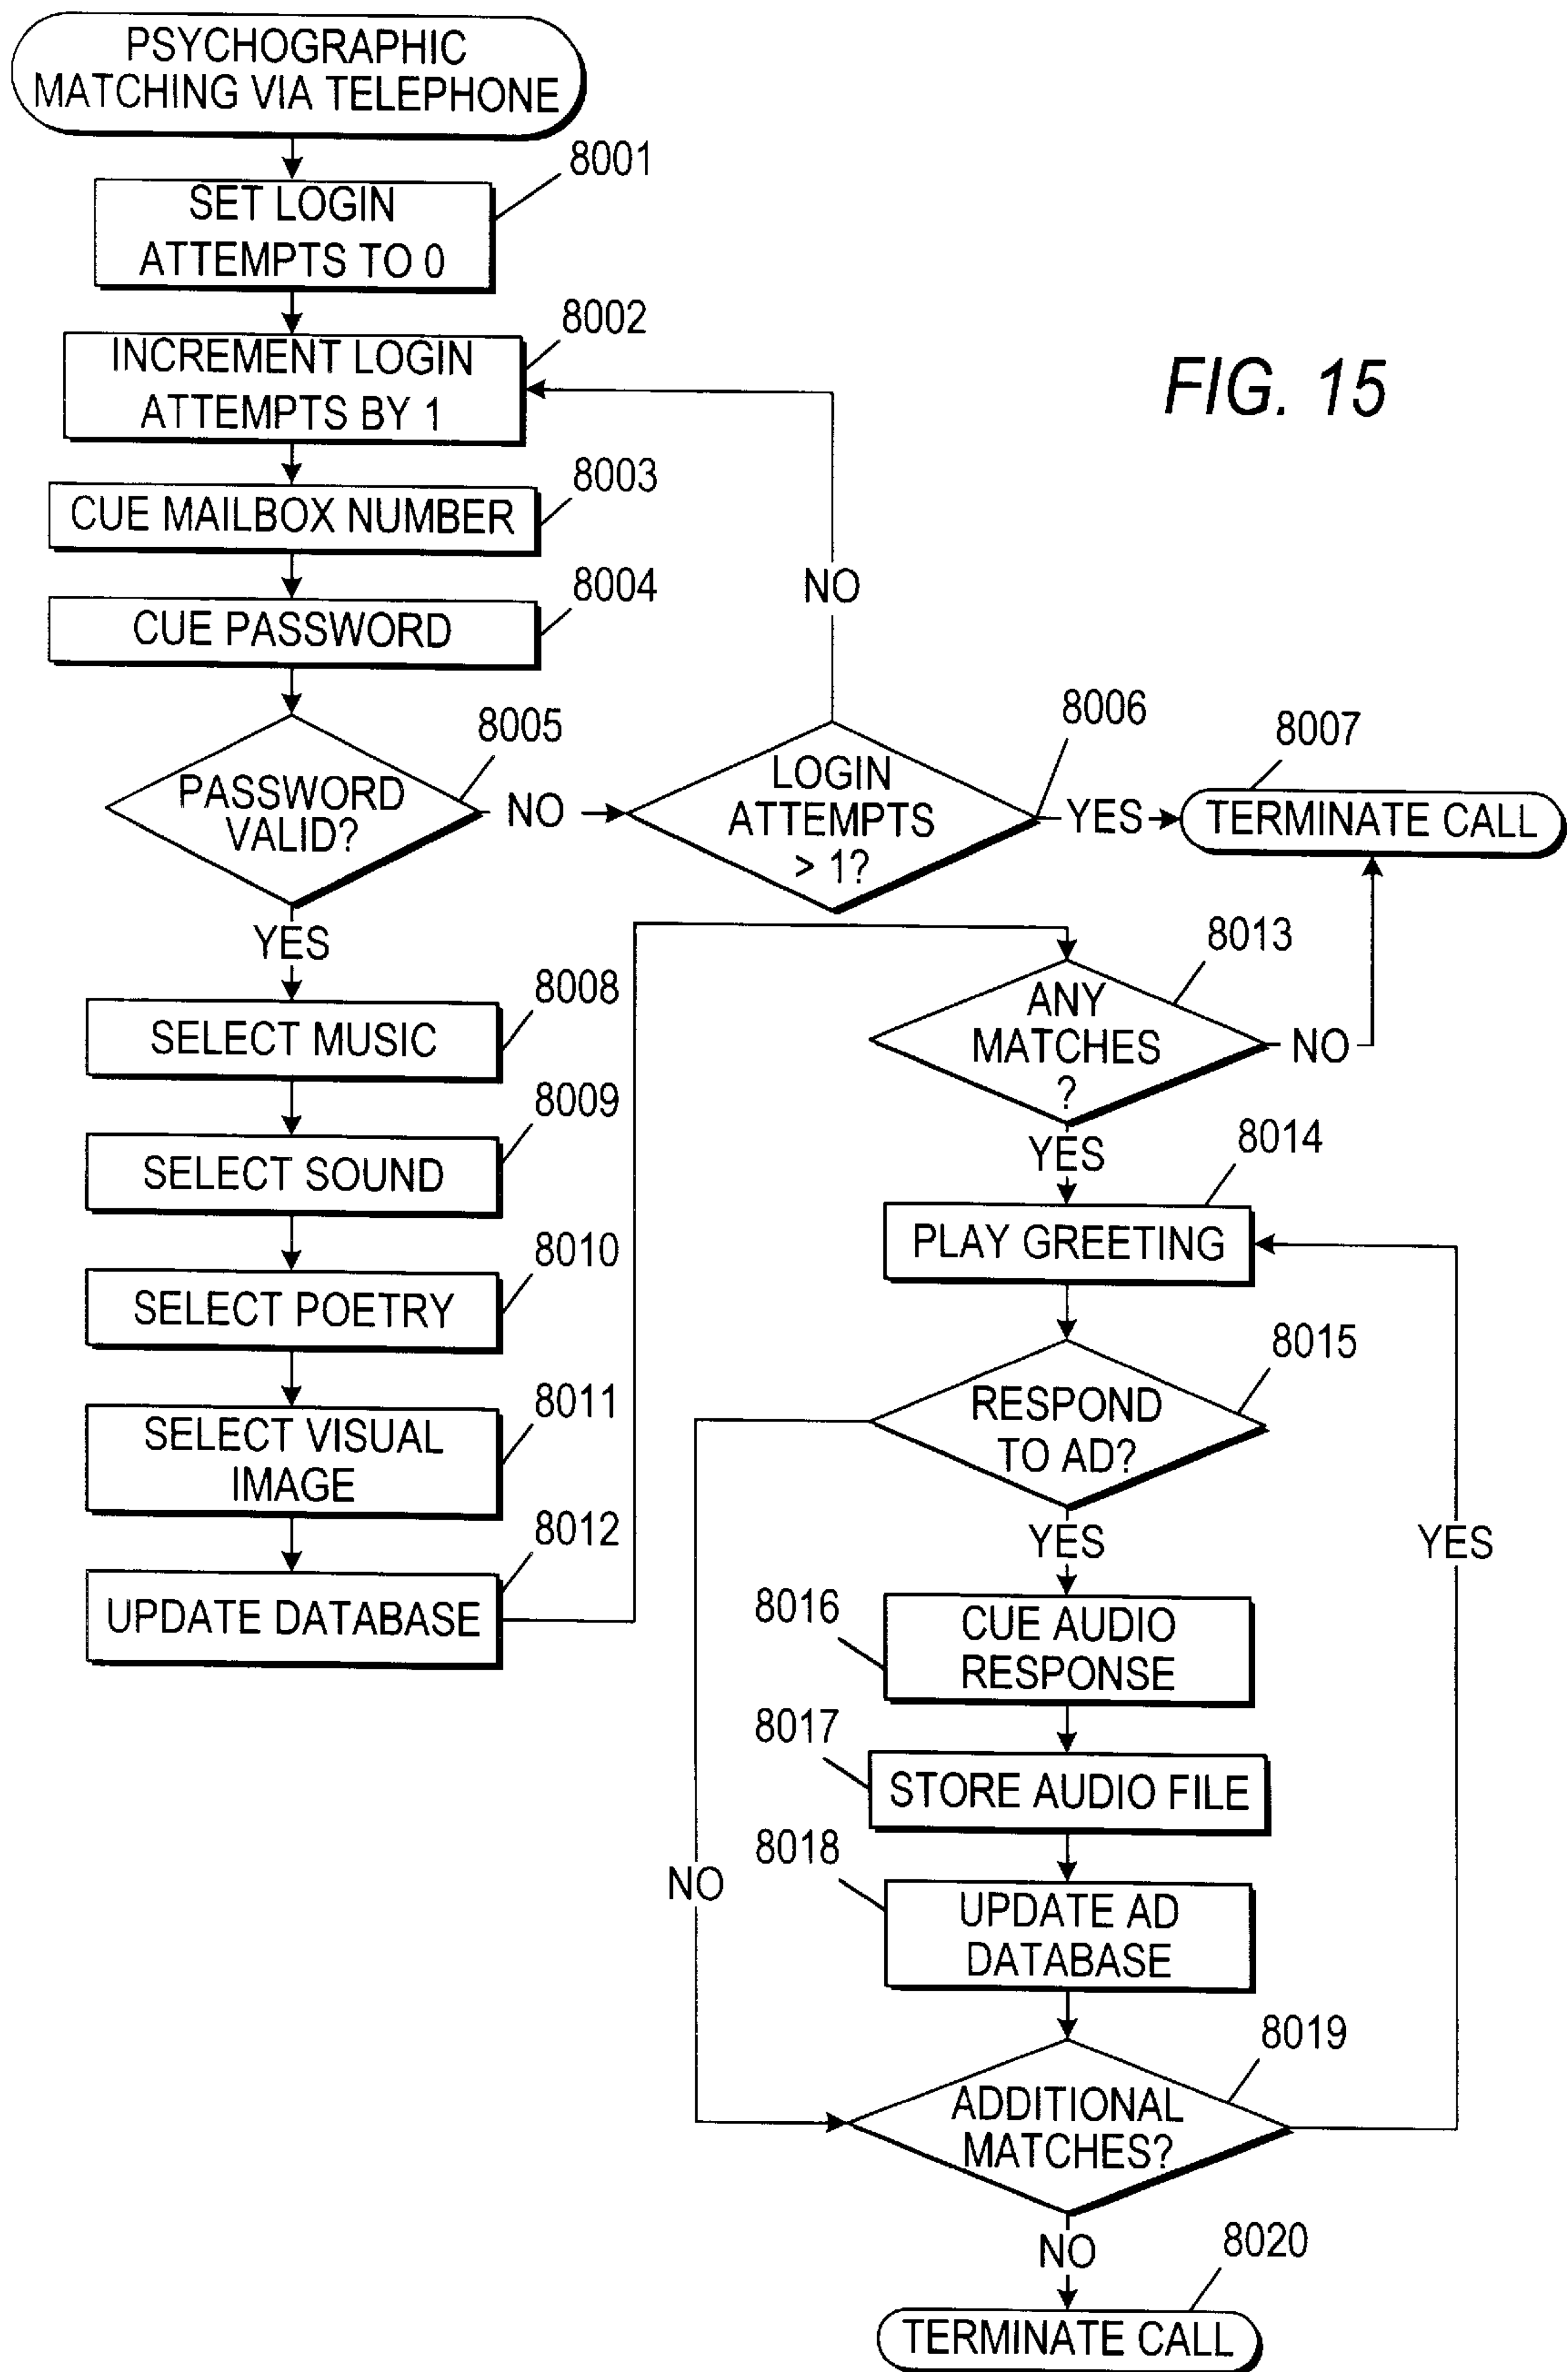 PSYCHOGRAPHIC
MATCHING VIA TELEPHONE
8001
SET LOGIN
ATTEMPTS TO 0
8002
INCREMENT LOGIN
ATTEMPTS BY 1
FIG. 15
8003
CUE MAILBOX NUMBER
8004
CUE PASSWORD
NO
8005
PASSWORD
VALID?
NO
8006
LOGIN
ATTEMPTS
> 1?
YES
8007
TERMINATE CALL
YES
8008
SELECT MUSIC
8009
SELECT SOUND
8010
SELECT POETRY
8011
SELECT VISUAL
IMAGE
8012
UPDATE DATABASE
8013
ANY
MATCHES
?
NO
YES
8014
PLAY GREETING
8015
RESPOND
TO AD?
YES
YES
8016
CUE AUDIO
RESPONSE
8017
STORE AUDIO FILE
8018
NO
UPDATE AD
DATABASE
8019
ADDITIONAL
MATCHES?
NO
8020
TERMINATE CALL